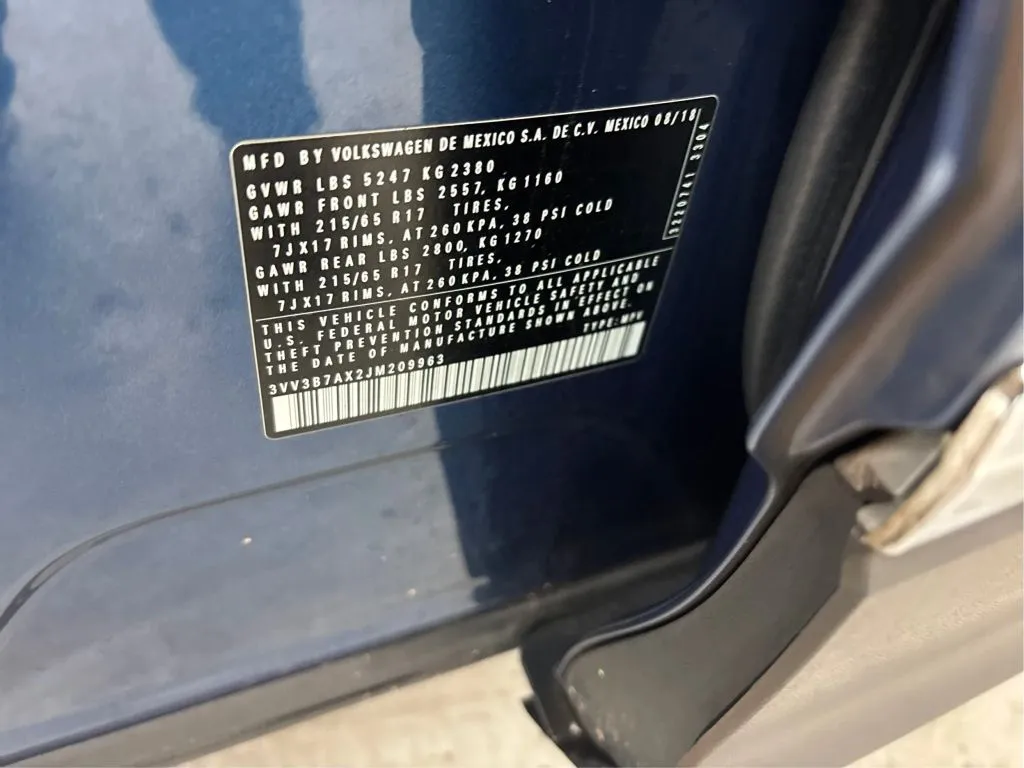 MFD BY VOLKSWAGEN DE MEXICO S.A. DE C.V. MEXICO 08/18
GVWR LBS 5247 KG 2380
GAWR FRONT LBS 2557, KG 1160
WITH 215/65 R17 TIRES,
7JX17 RIMS, AT 260 KPA, 38 PSI COLD
GAWR REAR LBS 2800, KG 1270
WITH 215/65 R17 TIRES,
7JX17 RIMS, AT 260 KPA, 38 PSI COLD
THIS VEHICLE CONFORMS TO ALL APPLICABLE
U.S. FEDERAL MOTOR VEHICLE SAFETY AND
THEFT PREVENTION STANDARDS IN EFFECT ON
THE DATE OF MANUFACTURE SHOWN ABOVE.
3VV3B7AX2JM209963 TYPE: MPV